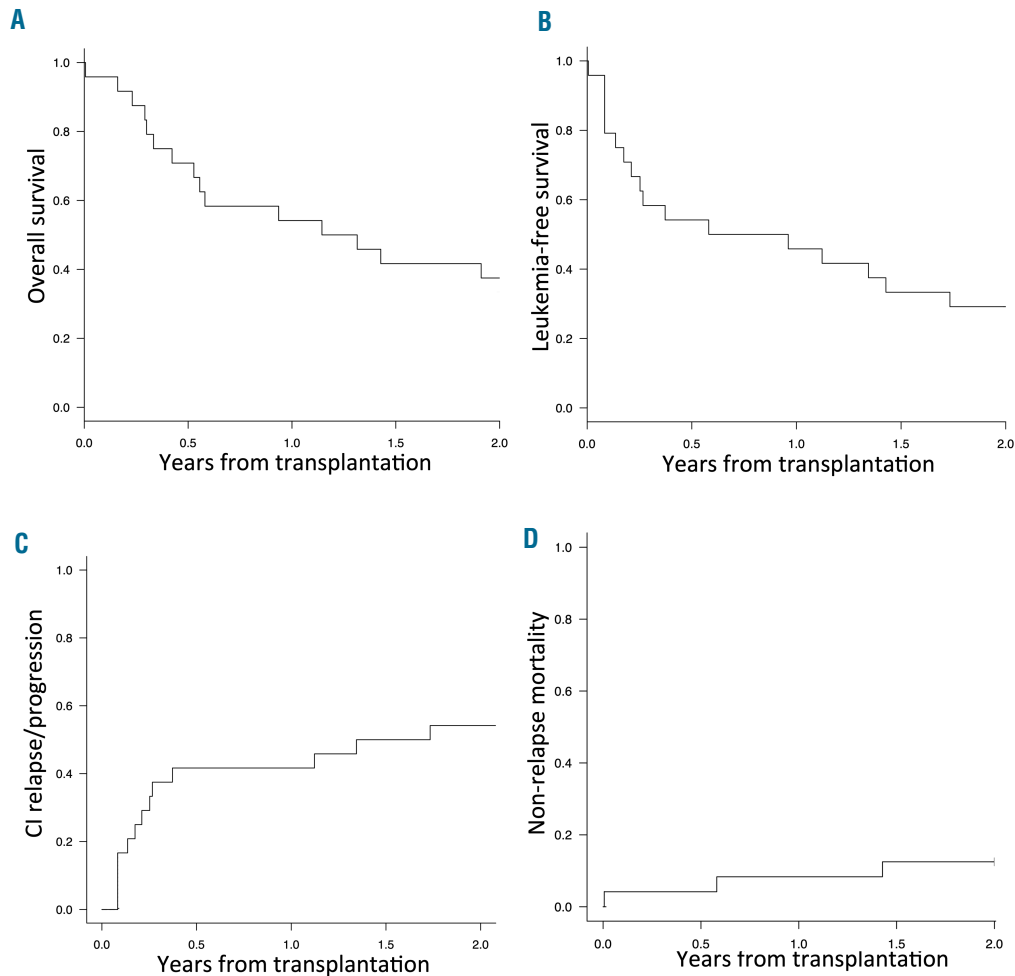 A
Overall survival
1.0
0.8
0.6
0.4
0.2
0.0
0.0 0.5 1.0 1.5 2.0
Years from transplantation
B
Leukemia-free survival
1.0
0.8
0.6
0.4
0.2
0.0
0.0 0.5 1.0 1.5 2.0
Years from transplantation
C
CI relapse/progression
1.0
0.8
0.6
0.4
0.2
0.0
0.0 0.5 1.0 1.5 2.0
Years from transplantation
D
Non-relapse mortality
1.0
0.8
0.6
0.4
0.2
0.0
0.0 0.5 1.0 1.5 2.0
Years from transplantation